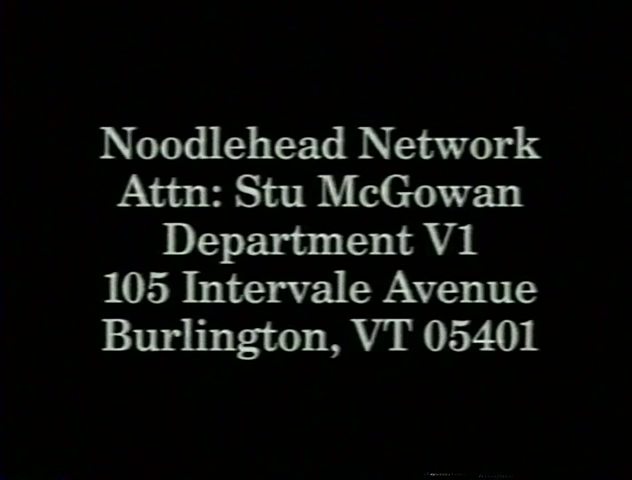 Noodlehead Network
Attn: Stu McGowan
Department V1
105 Intervale Avenue
Burlington, VT 05401